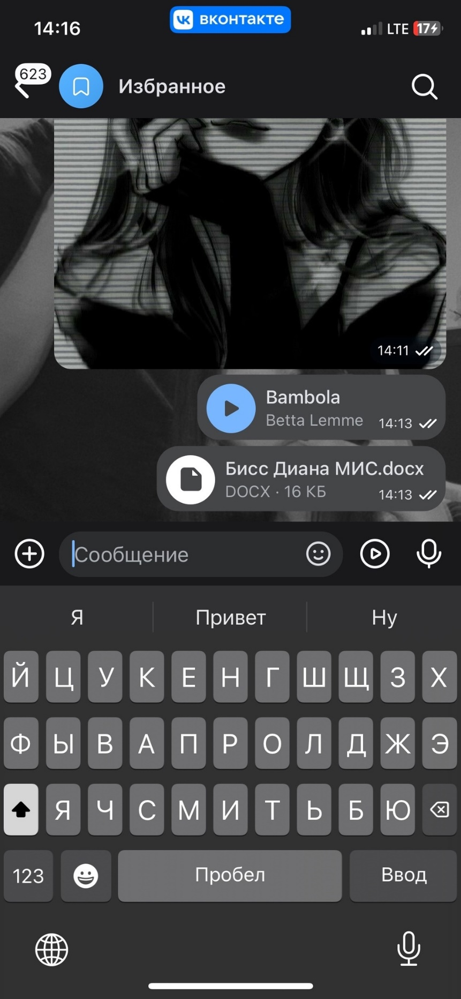 14:16
вконтакте
LTE
17
623
Избранное
14:11
Bambola
Betta Lemme
14:13
Бисс Диана МИС.docx
DOCX · 16 КБ
14:13
Сообщение
Я Привет Ну
Й Ц У К Е Н Г Ш Щ З Х
Ф Ы В А П Р О Л Д Ж Э
Я Ч С М И Т Ь Б Ю
123 Пробел Ввод